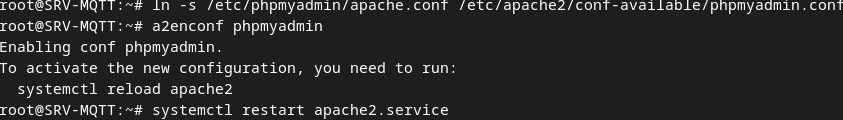 root@SRV-MQTT:~# ln -s /etc/phpmyadmin/apache.conf /etc/apache2/conf-available/phpmyadmin.conf
root@SRV-MQTT:~# a2enconf phpmyadmin
Enabling conf phpmyadmin.
To activate the new configuration, you need to run:
  systemctl reload apache2
root@SRV-MQTT:~# systemctl restart apache2.service